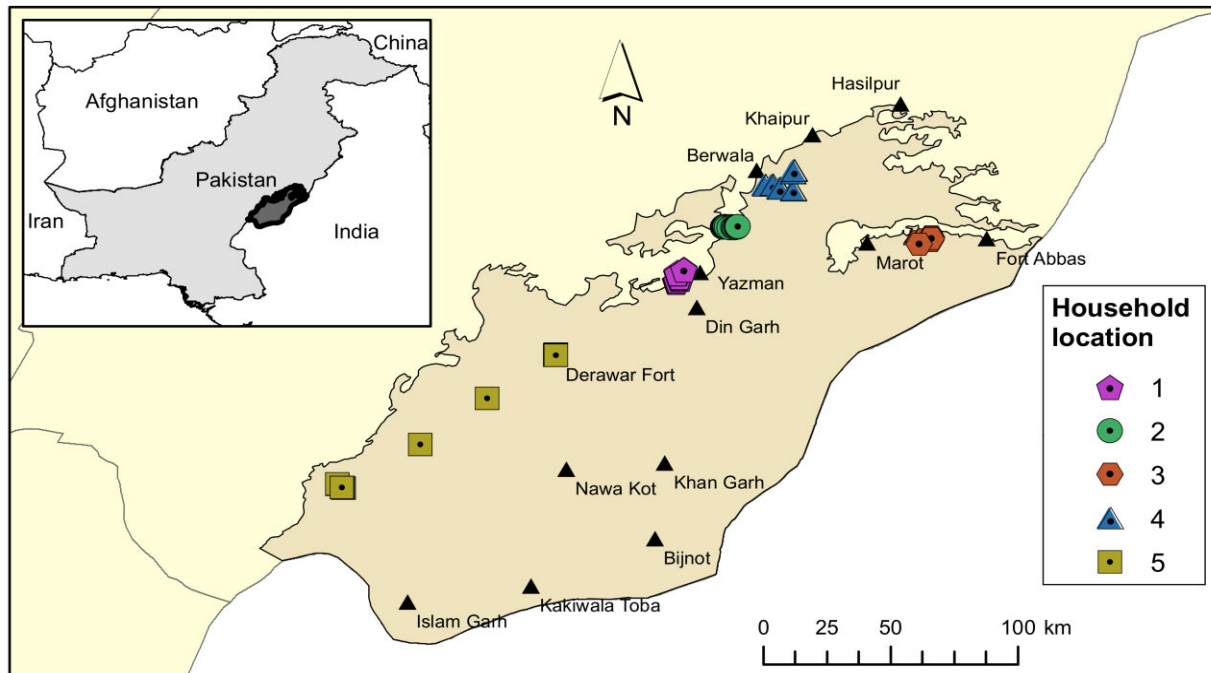 China
Afghanistan
Pakistan
Iran
India
N
Hasilpur
Khaipur
Berwala
Marot
Fort Abbas
Yazman
Din Garh
Derawar Fort
Nawa Kot
Khan Garh
Bijnot
Kakiwala Toba
Islam Garh
Household
location
1
2
3
4
5
0 25 50 100 km